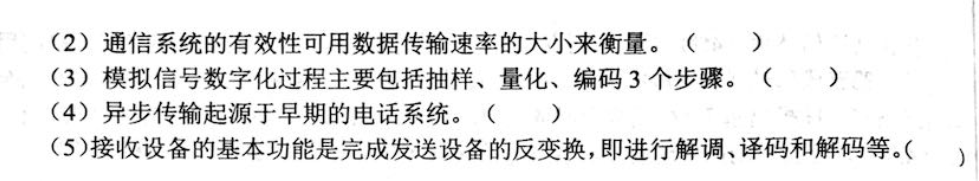 （2）通信系统的有效性可用数据传输速率的大小来衡量。（　　）
（3）模拟信号数字化过程主要包括抽样、量化、编码 3 个步骤。（　　）
（4）异步传输起源于早期的电话系统。（　　）
（5）接收设备的基本功能是完成发送设备的反变换,即进行解调、译码和解码等。（　　）